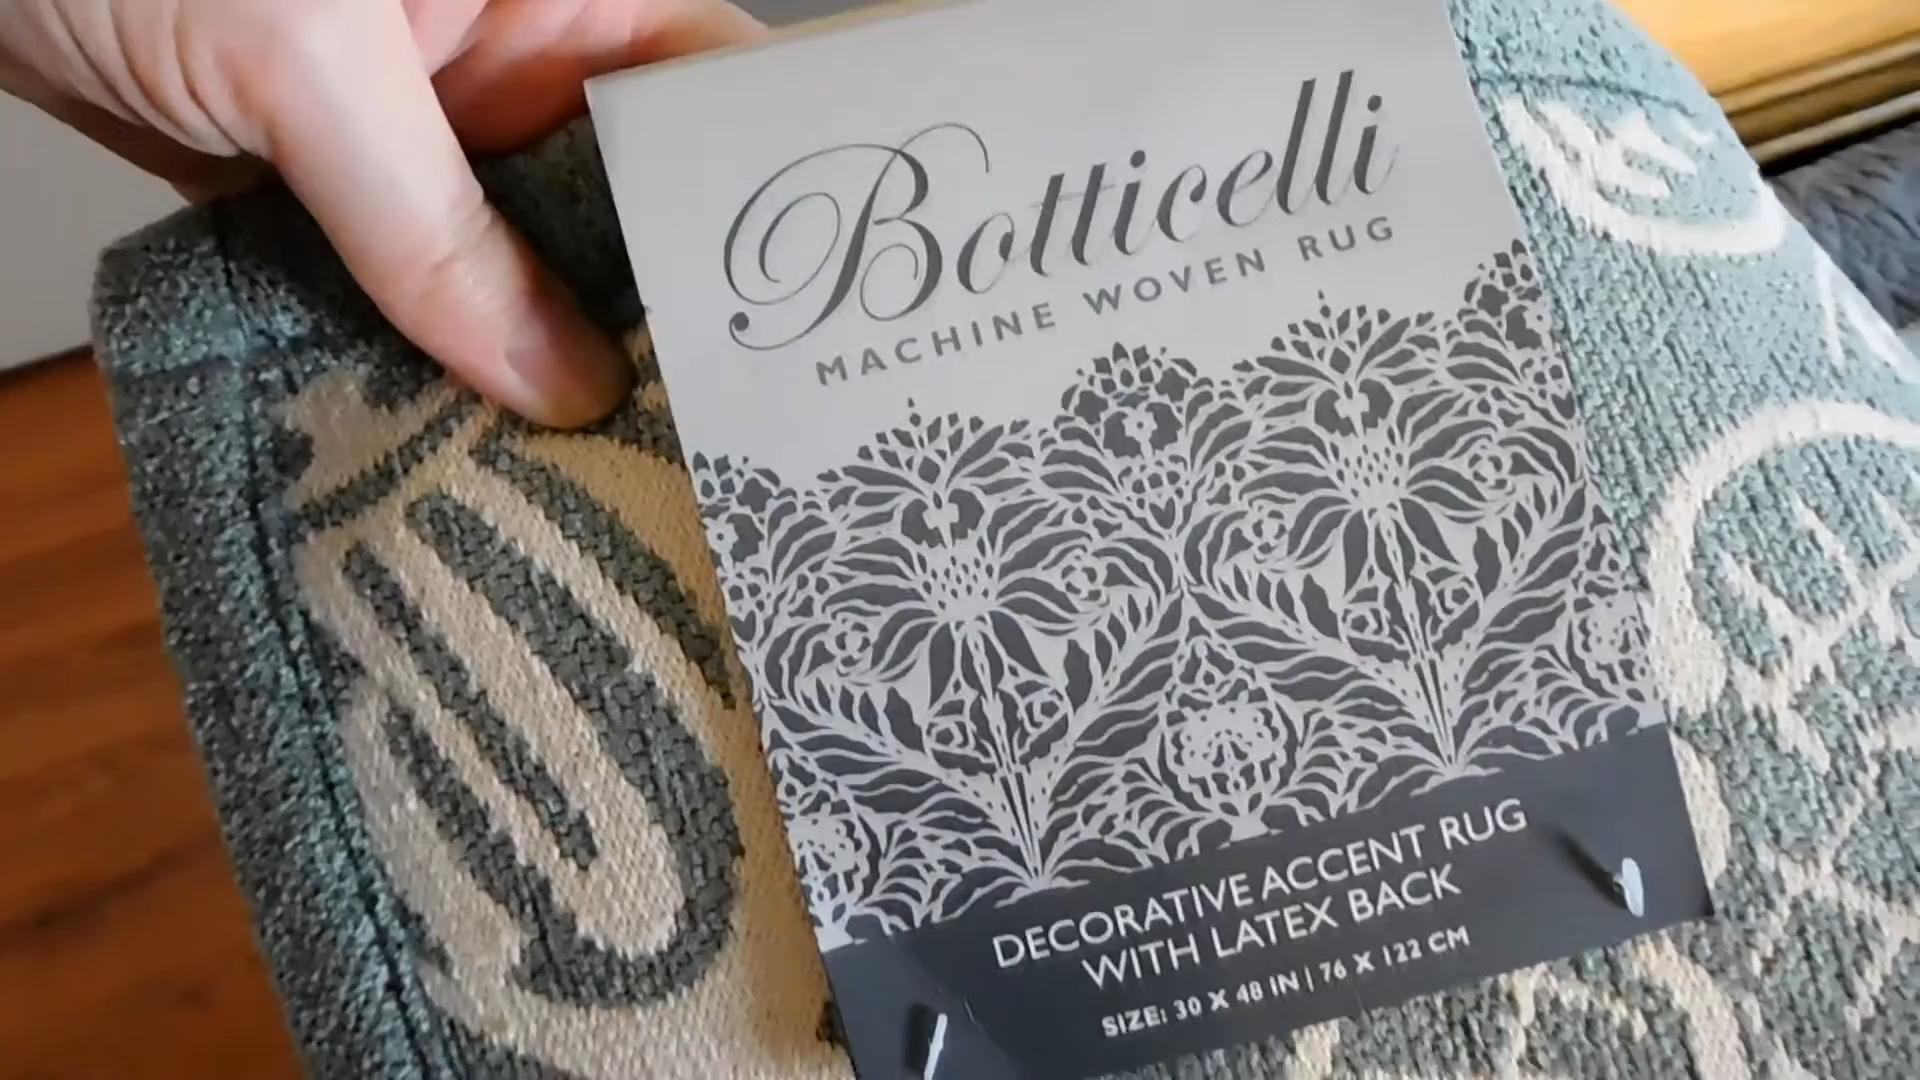 Botticelli
MACHINE WOVEN RUG
DECORATIVE ACCENT RUG
WITH LATEX BACK
SIZE: 30 X 48 IN | 76 X 122 CM